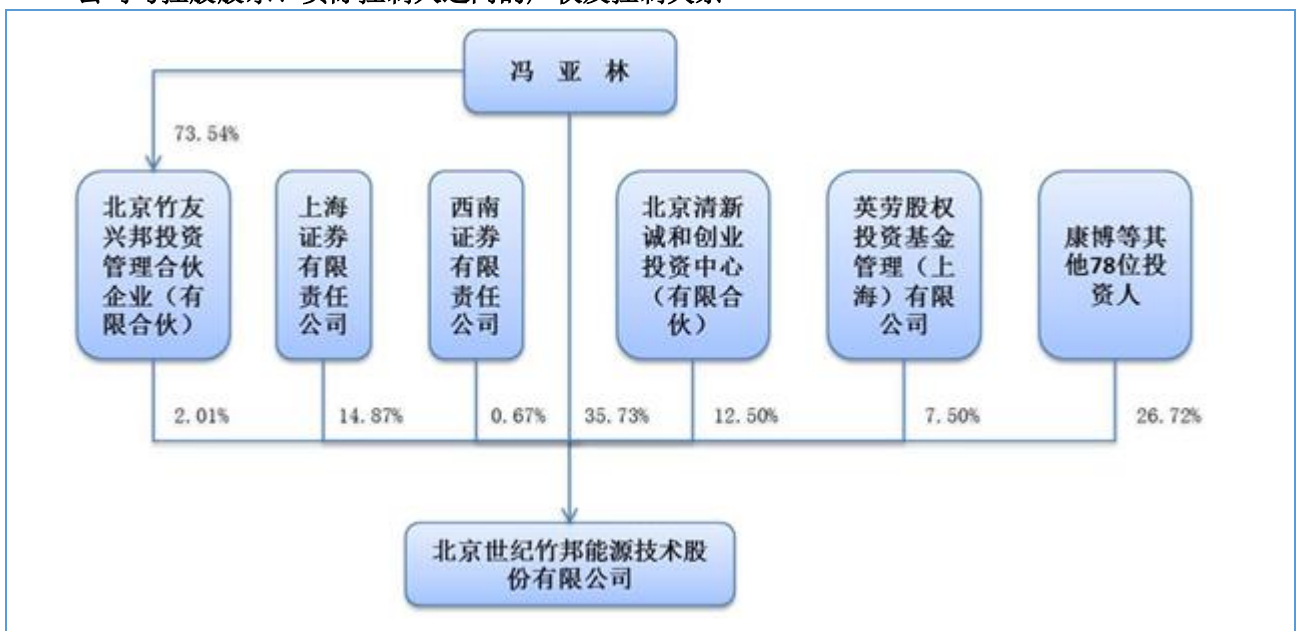 冯 亚 林
73.54%
北京竹友
兴邦投资
管理合伙
企业（有
限合伙）
上海
证券
有限
责任
公司
西南
证券
有限
责任
公司
北京清新
诚和创业
投资中心
（有限合
伙）
英劳股权
投资基金
管理（上
海）有限
公司
康博等其
他78位投
资人
2.01%
14.87%
0.67%
35.73%
12.50%
7.50%
26.72%
北京世纪竹邦能源技术股
份有限公司